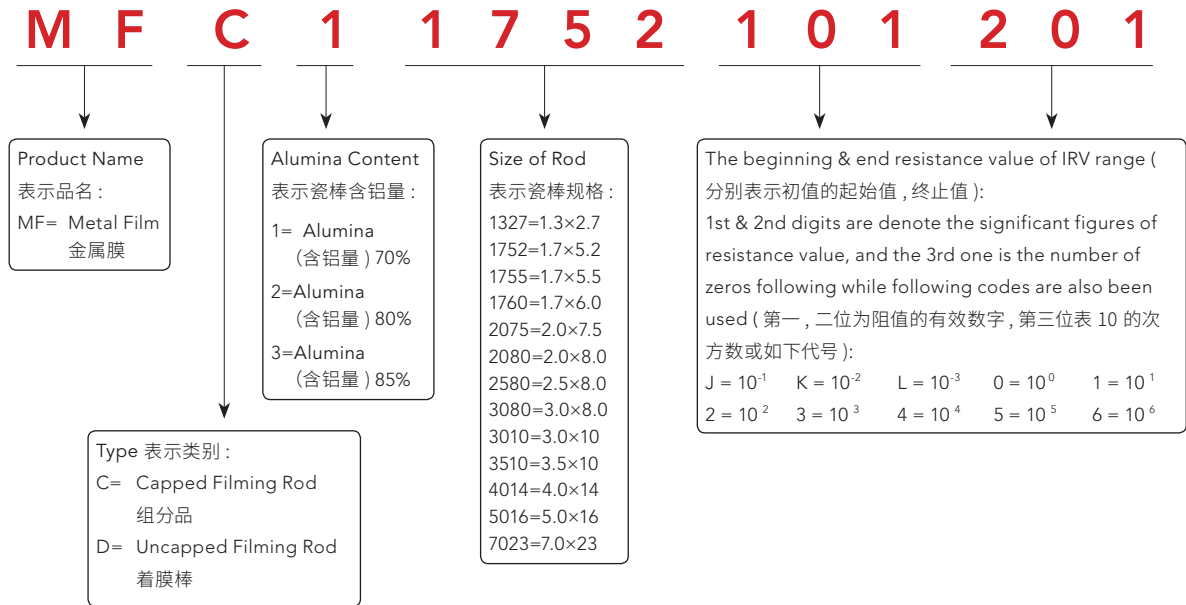 M F C 1 1 7 5 2 1 0 1 2 0 1
Product Name
表示品名 :
MF= Metal Film
金属膜
Type 表示类别 :
C= Capped Filming Rod
组分品
D= Uncapped Filming Rod
着膜棒
Alumina Content
表示瓷棒含铝量 :
1= Alumina
(含铝量 ) 70%
2=Alumina
(含铝量 ) 80%
3=Alumina
(含铝量 ) 85%
Size of Rod
表示瓷棒规格 :
1327=1.3×2.7
1752=1.7×5.2
1755=1.7×5.5
1760=1.7×6.0
2075=2.0×7.5
2080=2.0×8.0
2580=2.5×8.0
3080=3.0×8.0
3010=3.0×10
3510=3.5×10
4014=4.0×14
5016=5.0×16
7023=7.0×23
The beginning & end resistance value of IRV range (
分别表示初值的起始值 , 终止值 ):
1st & 2nd digits are denote the significant figures of
resistance value, and the 3rd one is the number of
zeros following while following codes are also been
used ( 第一 , 二位为阻值的有效数字 , 第三位表 10 的次
方数或如下代号 ):
J = 10⁻¹ K = 10⁻² L = 10⁻³ 0 = 10⁰ 1 = 10¹
2 = 10² 3 = 10³ 4 = 10⁴ 5 = 10⁵ 6 = 10⁶